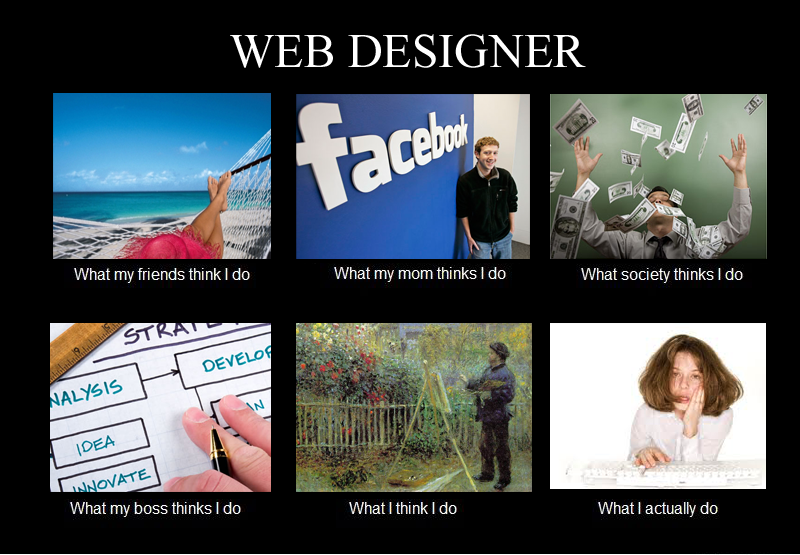 WEB DESIGNER
facebook
What my friends think I do
What my mom thinks I do
What society thinks I do
NALYSIS
DEVELOP
IDEA
AN
INNOVATE
What my boss thinks I do
What I think I do
What I actually do